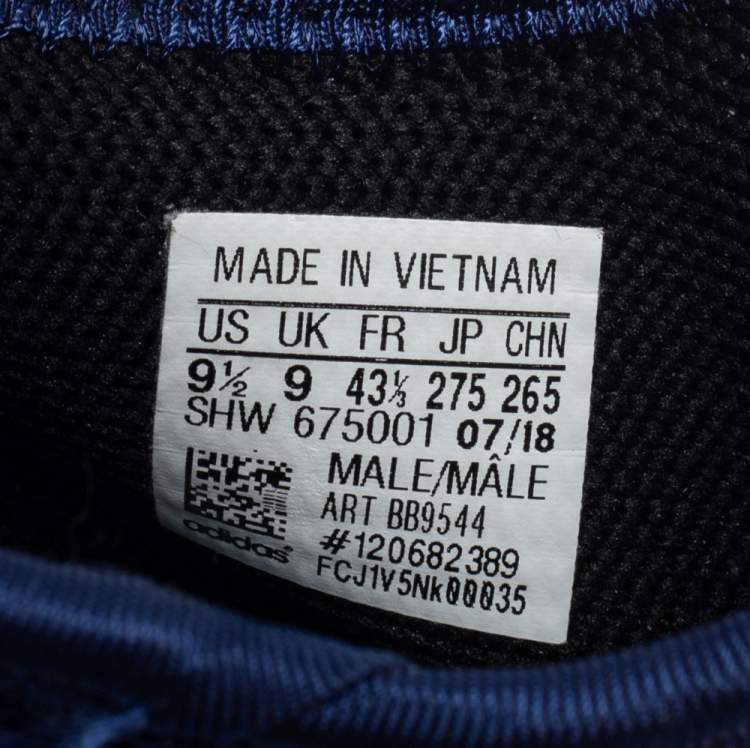 MADE IN VIETNAM
US UK FR JP CHN
9½ 9 43⅓ 275 265
SHW 675001 07/18
MALE/MÂLE
ART BB9544
#120682389
FCJ1V5Nk00035
adidas